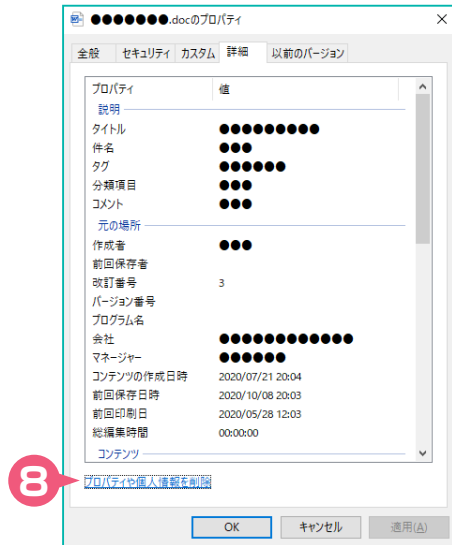 ●●●●●●●.docのプロパティ
全般 セキュリティ カスタム 詳細 以前のバージョン
プロパティ 値
説明
タイトル ●●●●●●●●●
件名 ●●●
タグ ●●●●●●
分類項目 ●●●
コメント ●●●
元の場所
作成者 ●●●
前回保存者
改訂番号 3
バージョン番号
プログラム名
会社 ●●●●●●●●●●●●
マネージャー ●●●●●●
コンテンツの作成日時 2020/07/21 20:04
前回保存日時 2020/10/08 20:03
前回印刷日 2020/05/28 12:03
総編集時間 00:00:00
コンテンツ
8 プロパティや個人情報を削除
OK キャンセル 適用(A)